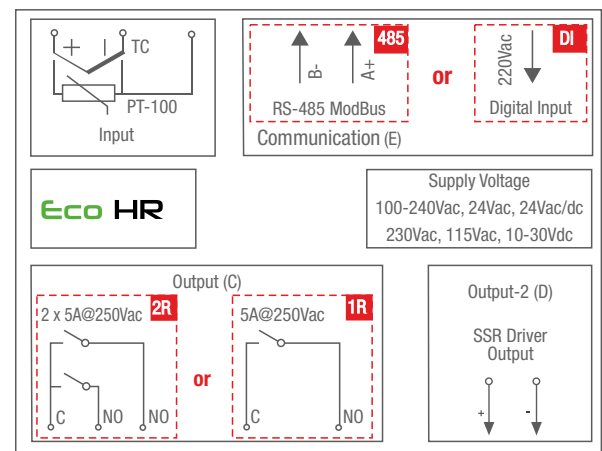 + − TC
PT-100
Input
485
B-
A+
RS-485 ModBus
or
DI
220Vac
Digital Input
Communication (E)
Eco HR
Supply Voltage
100-240Vac, 24Vac, 24Vac/dc
230Vac, 115Vac, 10-30Vdc
Output (C)
2 x 5A@250Vac 2R
C NO NO
or
5A@250Vac 1R
C NO
Output-2 (D)
SSR Driver
Output
+ -